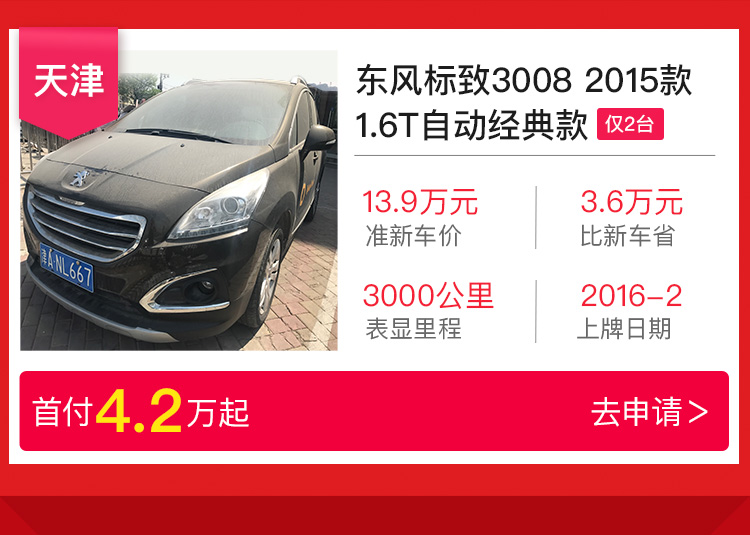 天津
东风标致3008 2015款
1.6T自动经典款 仅2台
13.9万元
准新车价
3.6万元
比新车省
3000公里
表显里程
2016-2
上牌日期
津A NL667
首付4.2万起
去申请>